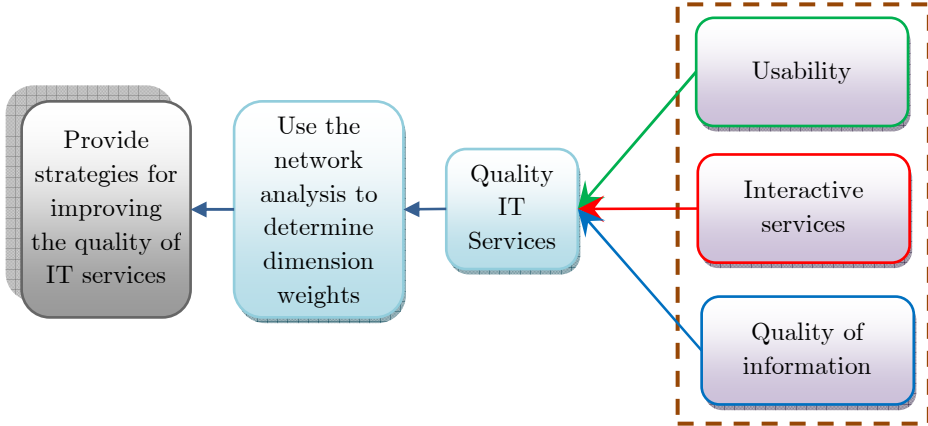 Provide
strategies for
improving
the quality of
IT services
Use the
network
analysis to
determine
dimension
weights
Quality
IT
Services
Usability
Interactive
services
Quality of
information